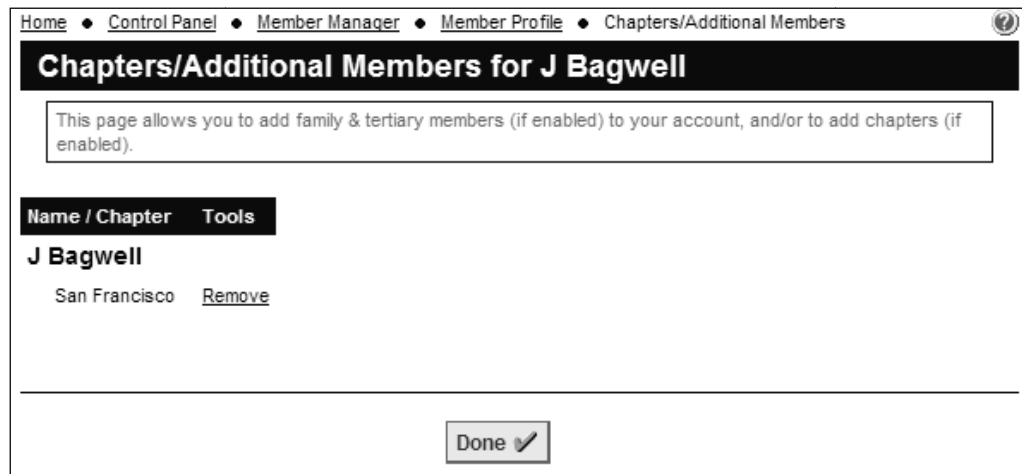 Home ● Control Panel ● Member Manager ● Member Profile ● Chapters/Additional Members ?
Chapters/Additional Members for J Bagwell
This page allows you to add family & tertiary members (if enabled) to your account, and/or to add chapters (if
enabled).
Name / Chapter Tools
J Bagwell
San Francisco Remove
Done ✔